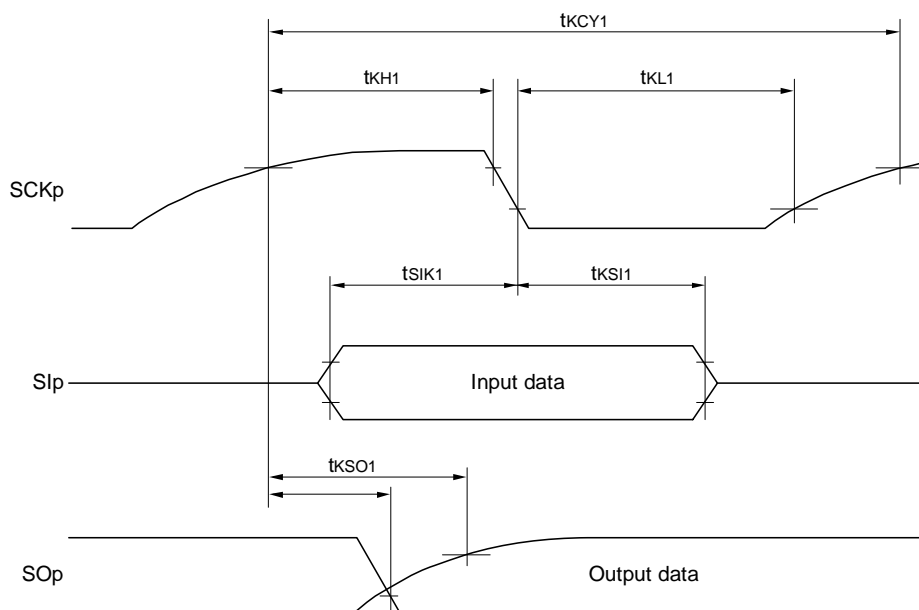 tKCY1
tKH1
tKL1
SCKp
tSIK1
tKSI1
SIp
Input data
tKSO1
SOp
Output data